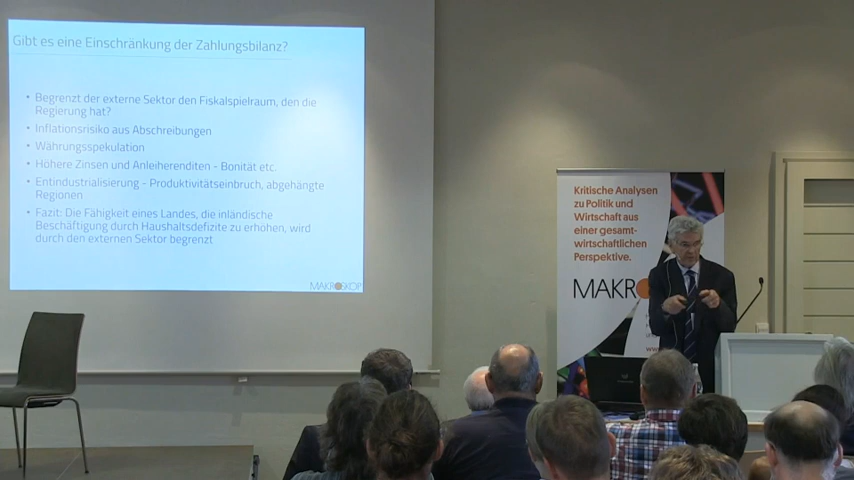 Gibt es eine Einschränkung der Zahlungsbilanz?
• Begrenzt der externe Sektor den Fiskalspielraum, den die
Regierung hat?
• Inflationsrisiko aus Abschreibungen
• Währungsspekulation
• Höhere Zinsen und Anleiherenditen - Bonität etc.
• Entindustrialisierung - Produktivitätseinbruch, abgehängte
Regionen
• Fazit: Die Fähigkeit eines Landes, die inländische
Beschäftigung durch Haushaltsdefizite zu erhöhen, wird
durch den externen Sektor begrenzt
MAKROSKOP
Kritische Analysen
zu Politik und
Wirtschaft aus
einer gesamt-
wirtschaftlichen
Perspektive.
MAKR